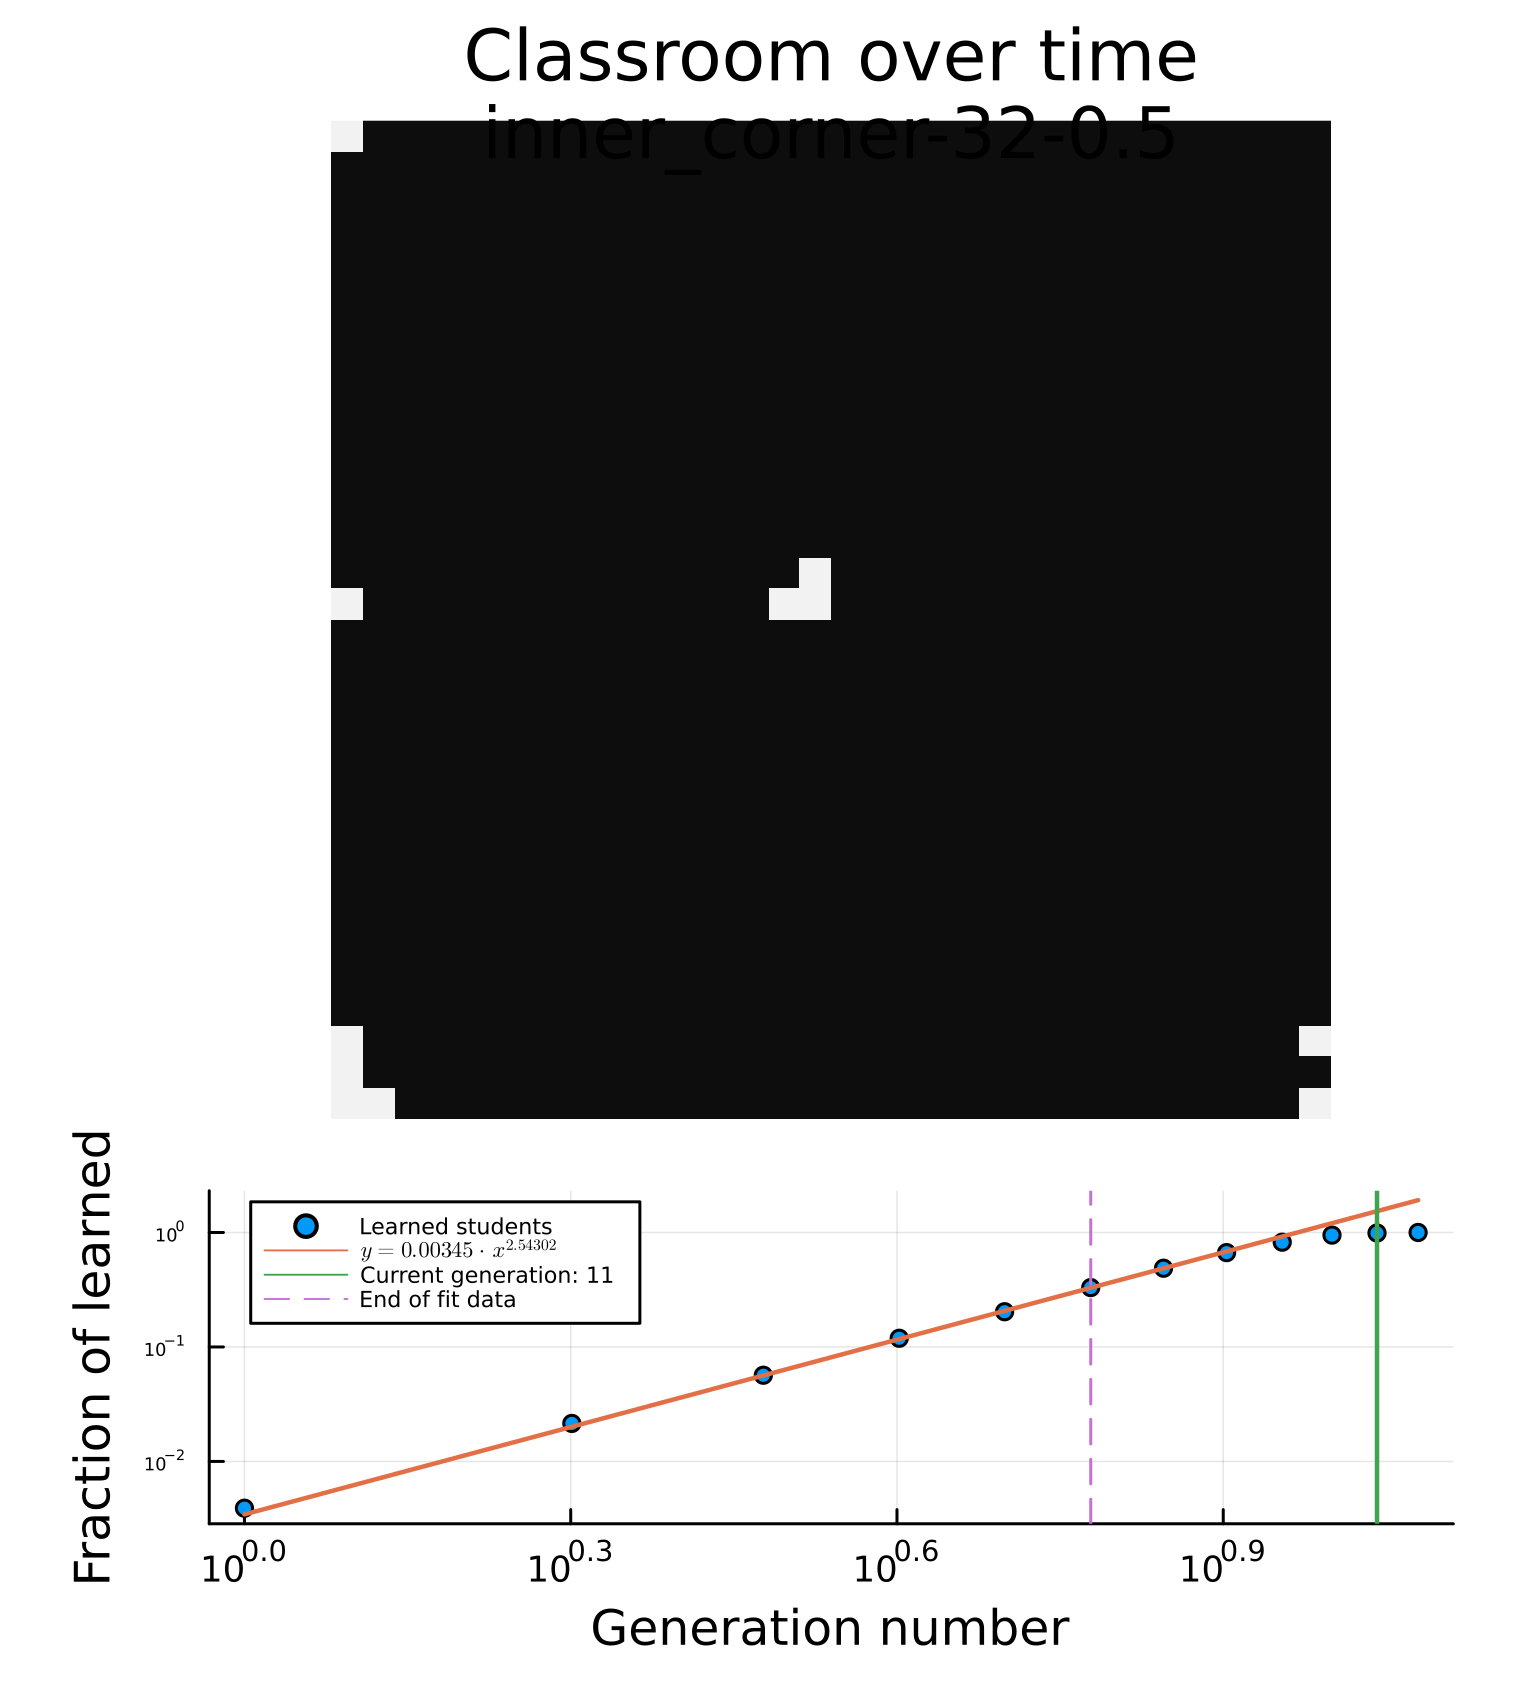 Classroom over time
inner_corner-32-0.5
Fraction of learned
10⁰
10⁻¹
10⁻²
Learned students
y = 0.00345 · x^2.54302
Current generation: 11
End of fit data
10^0.0 10^0.3 10^0.6 10^0.9
Generation number